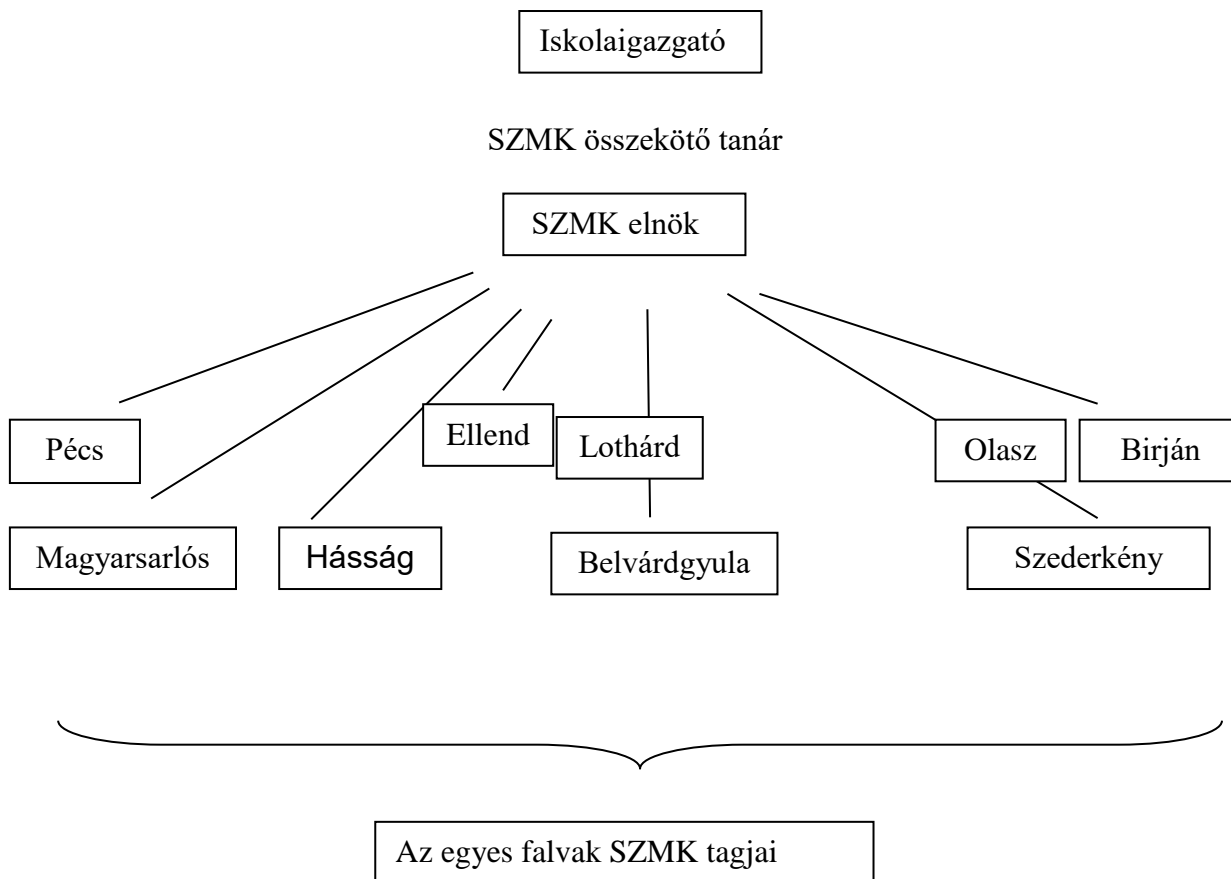 Iskolaigazgató
SZMK összekötő tanár
SZMK elnök
Pécs
Ellend
Lothárd
Olasz
Birján
Magyarsarlós
Hásság
Belvárdgyula
Szederkény
Az egyes falvak SZMK tagjai